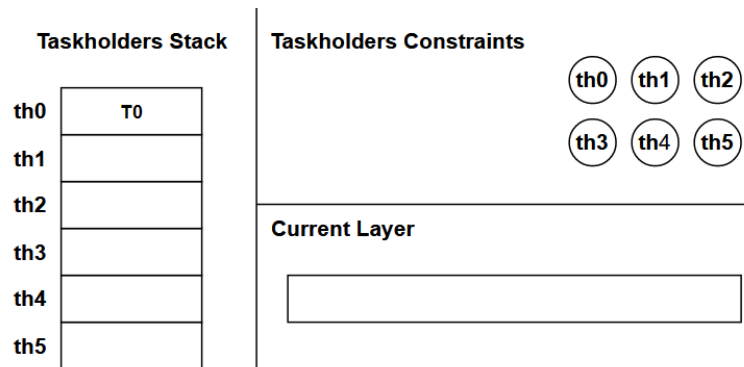 Taskholders Stack
th0 T0
th1
th2
th3
th4
th5
Taskholders Constraints
th0 th1 th2
th3 th4 th5
Current Layer